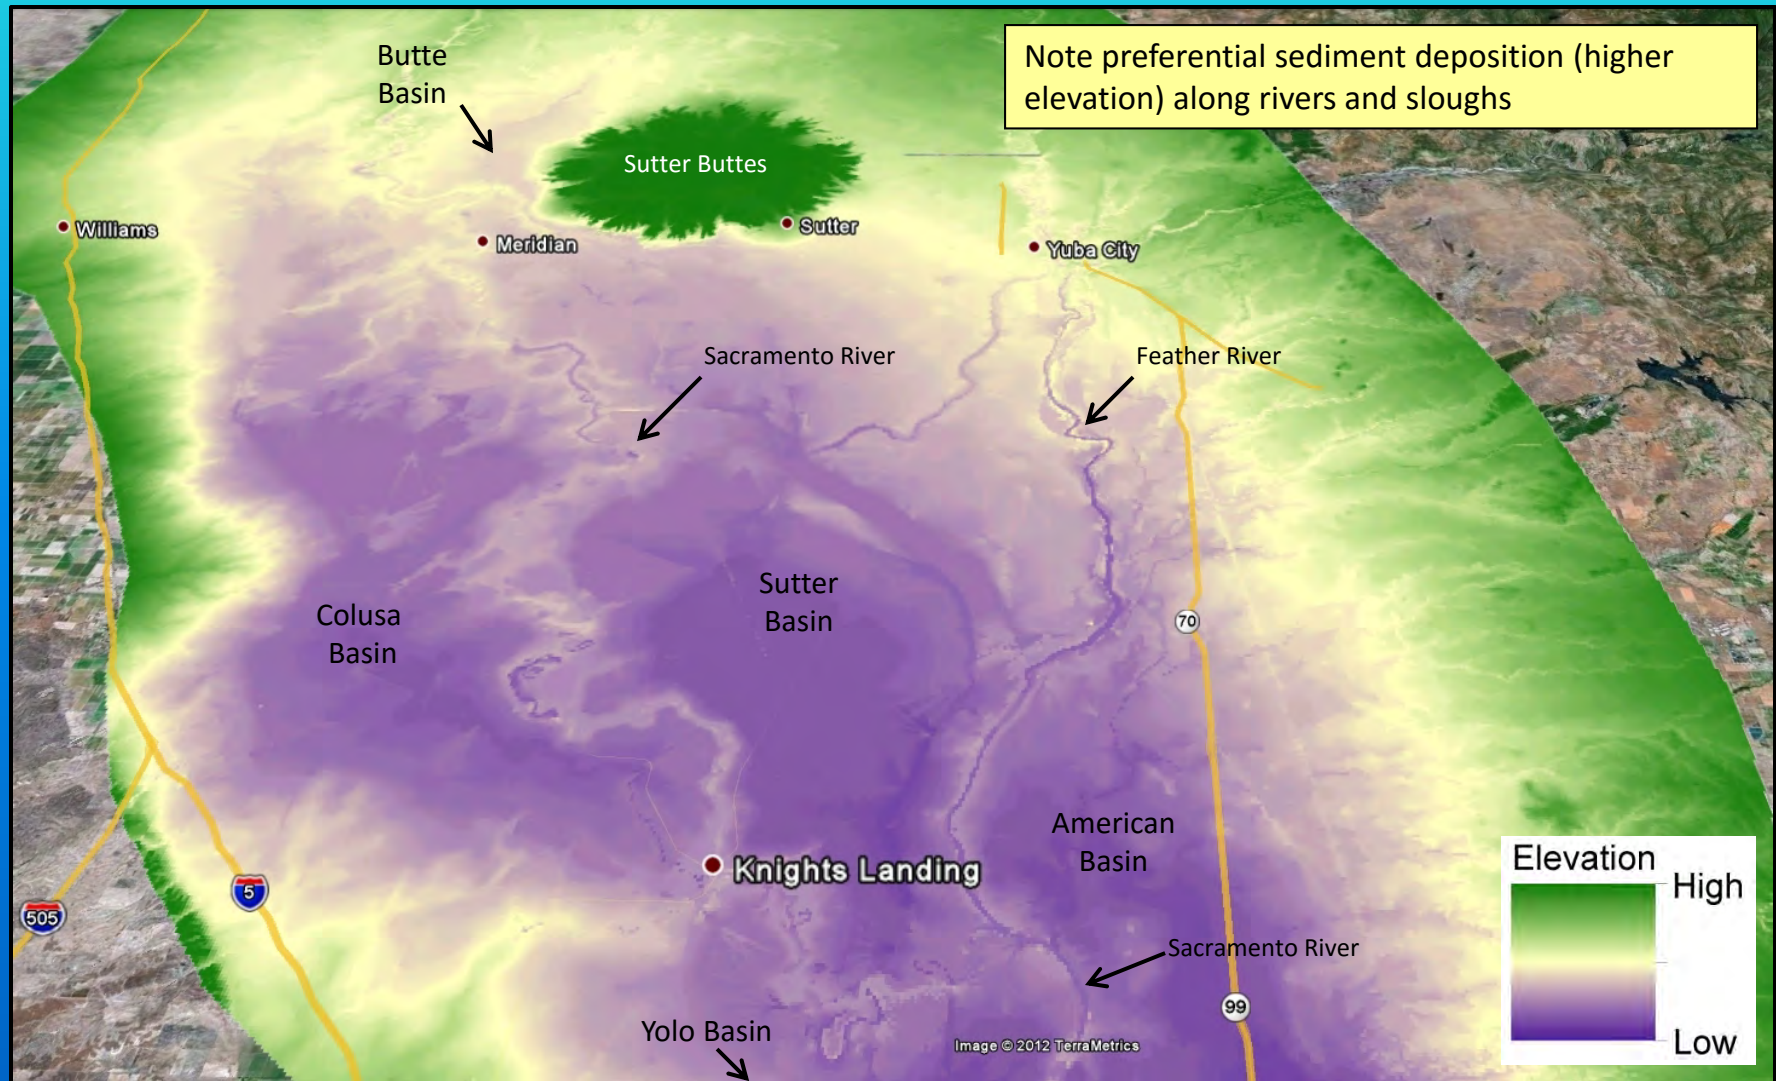 Note preferential sediment deposition (higher
elevation) along rivers and sloughs
Butte
Basin
Sutter Buttes
Williams
Meridian
Sutter
Yuba City
Sacramento River
Feather River
Colusa
Basin
Sutter
Basin
70
American
Basin
Knights Landing
5
505
Sacramento River
99
Yolo Basin
Image © 2012 TerraMetrics
Elevation
High
Low